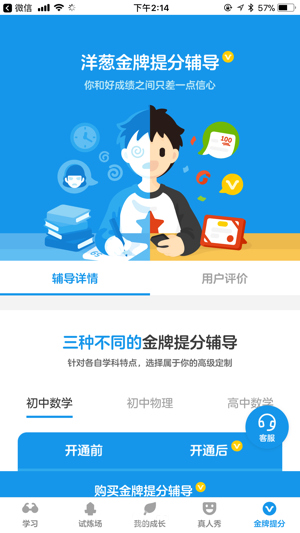 微信
下午2:14
57%
洋葱金牌提分辅导
你和好成绩之间只差一点信心
100
辅导详情
用户评价
三种不同的金牌提分辅导
针对各自学科特点，选择属于你的高级定制
初中数学
初中物理
高中数学
客服
开通前
开通后
购买金牌提分辅导
学习
试炼场
我的成长
真人秀
金牌提分